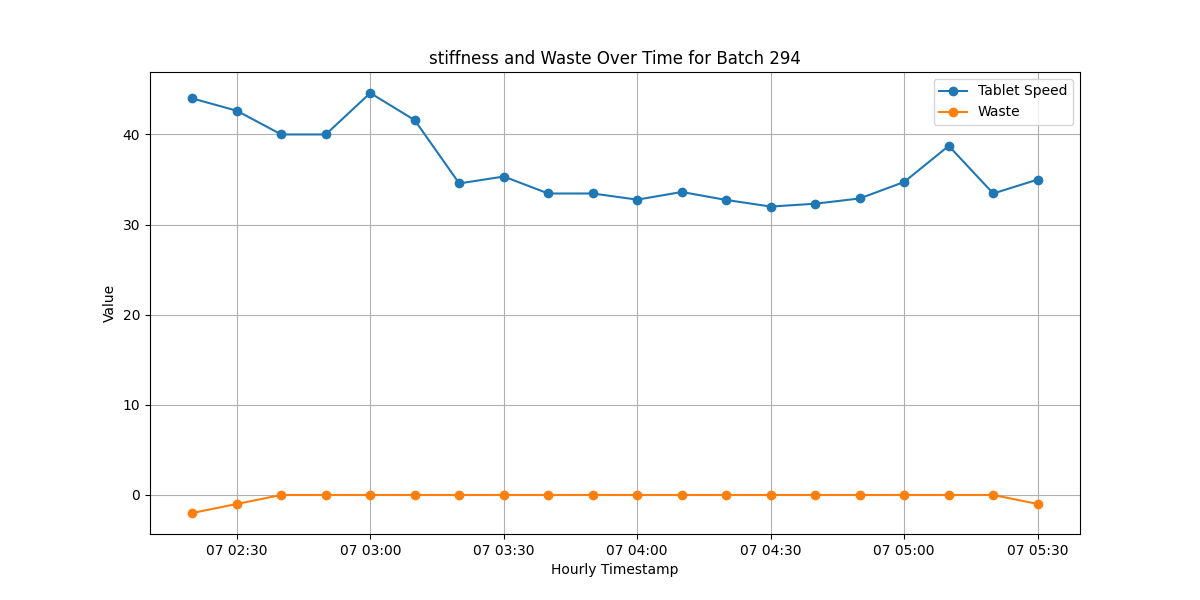 stiffness and Waste Over Time for Batch 294
Tablet Speed
Waste
40
30
20
10
0
Value
07 02:30 07 03:00 07 03:30 07 04:00 07 04:30 07 05:00 07 05:30
Hourly Timestamp